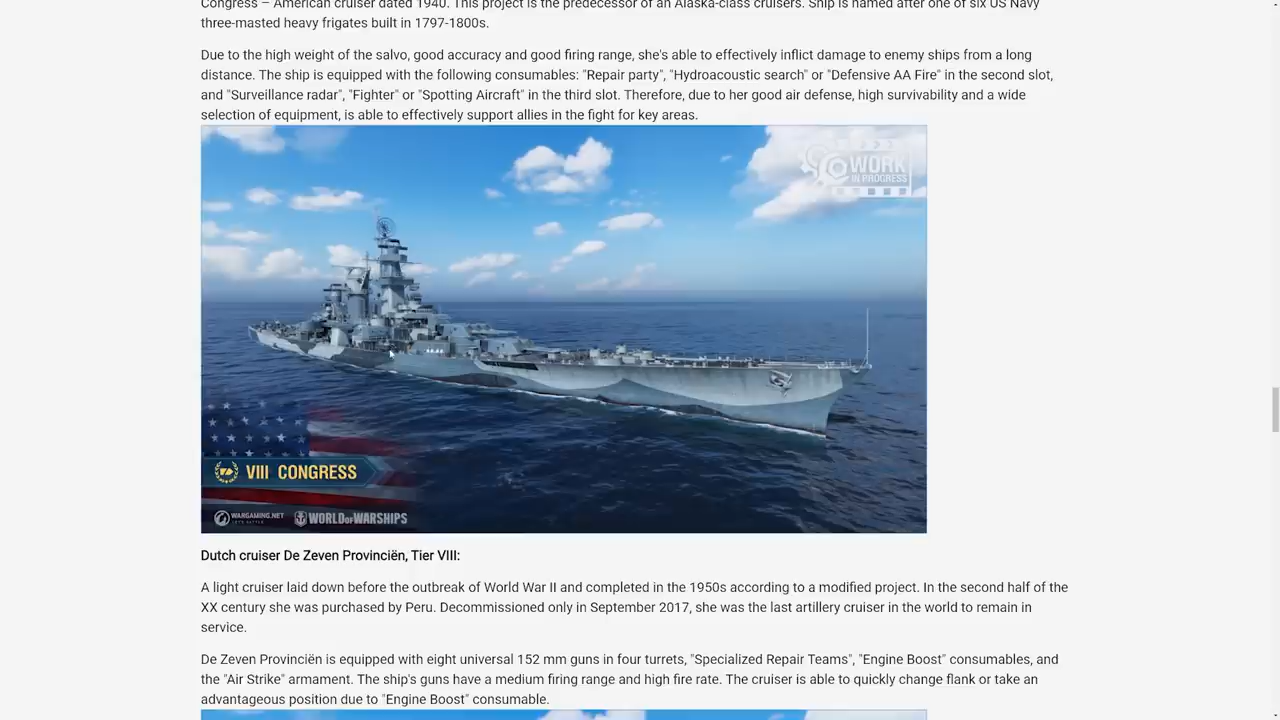 Congress – American cruiser dated 1940. This project is the predecessor of an Alaska-class cruisers. Ship is named after one of six US Navy
three-masted heavy frigates built in 1797-1800s.
Due to the high weight of the salvo, good accuracy and good firing range, she's able to effectively inflict damage to enemy ships from a long
distance. The ship is equipped with the following consumables: "Repair party", "Hydroacoustic search" or "Defensive AA Fire" in the second slot,
and "Surveillance radar", "Fighter" or "Spotting Aircraft" in the third slot. Therefore, due to her good air defense, high survivability and a wide
selection of equipment, is able to effectively support allies in the fight for key areas.
WORK
IN PROGRESS
VIII CONGRESS
WARGAMING.NET
LET'S BATTLE
WORLD OF WARSHIPS
Dutch cruiser De Zeven Provinciën, Tier VIII:
A light cruiser laid down before the outbreak of World War II and completed in the 1950s according to a modified project. In the second half of the
XX century she was purchased by Peru. Decommissioned only in September 2017, she was the last artillery cruiser in the world to remain in
service.
De Zeven Provinciën is equipped with eight universal 152 mm guns in four turrets, "Specialized Repair Teams", "Engine Boost" consumables, and
the "Air Strike" armament. The ship's guns have a medium firing range and high fire rate. The cruiser is able to quickly change flank or take an
advantageous position due to "Engine Boost" consumable.